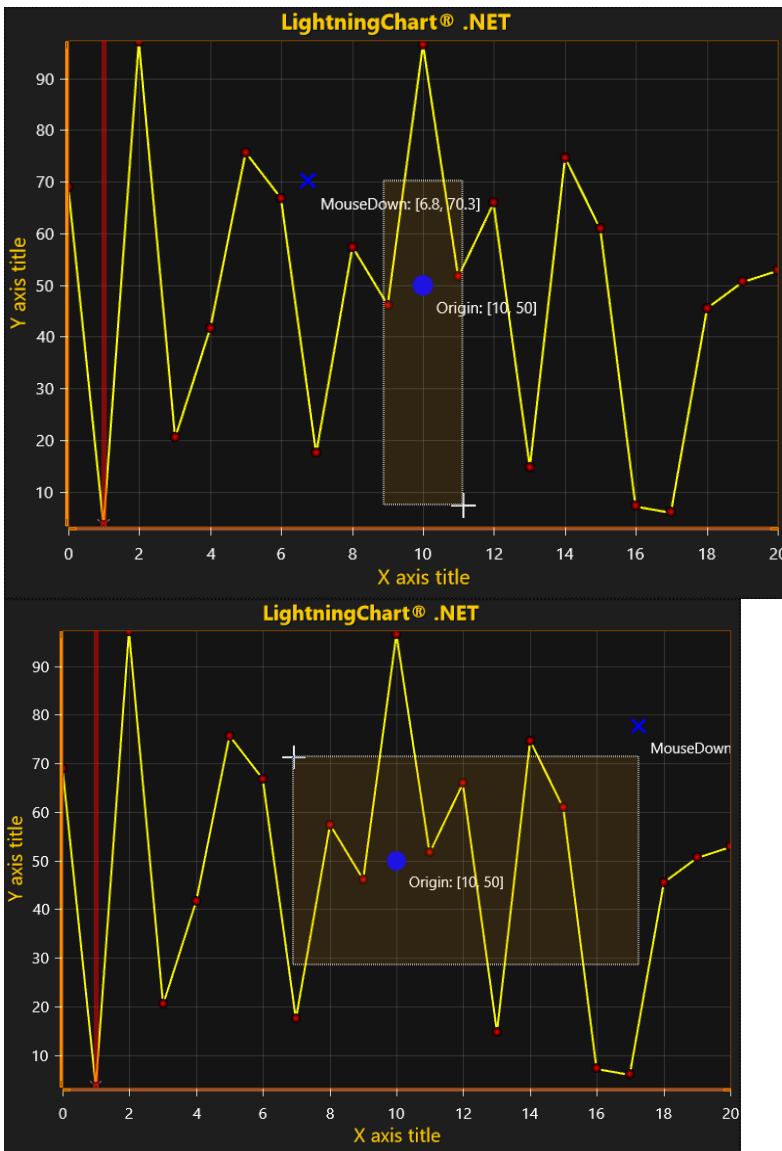 LightningChart® .NET
90
80
70
60
50
40
30
20
10
Y axis title
MouseDown: [6.8, 70.3]
Origin: [10, 50]
0 2 4 6 8 10 12 14 16 18 20
X axis title
LightningChart® .NET
90
80
70
60
50
40
30
20
10
Y axis title
MouseDown
Origin: [10, 50]
0 2 4 6 8 10 12 14 16 18 20
X axis title